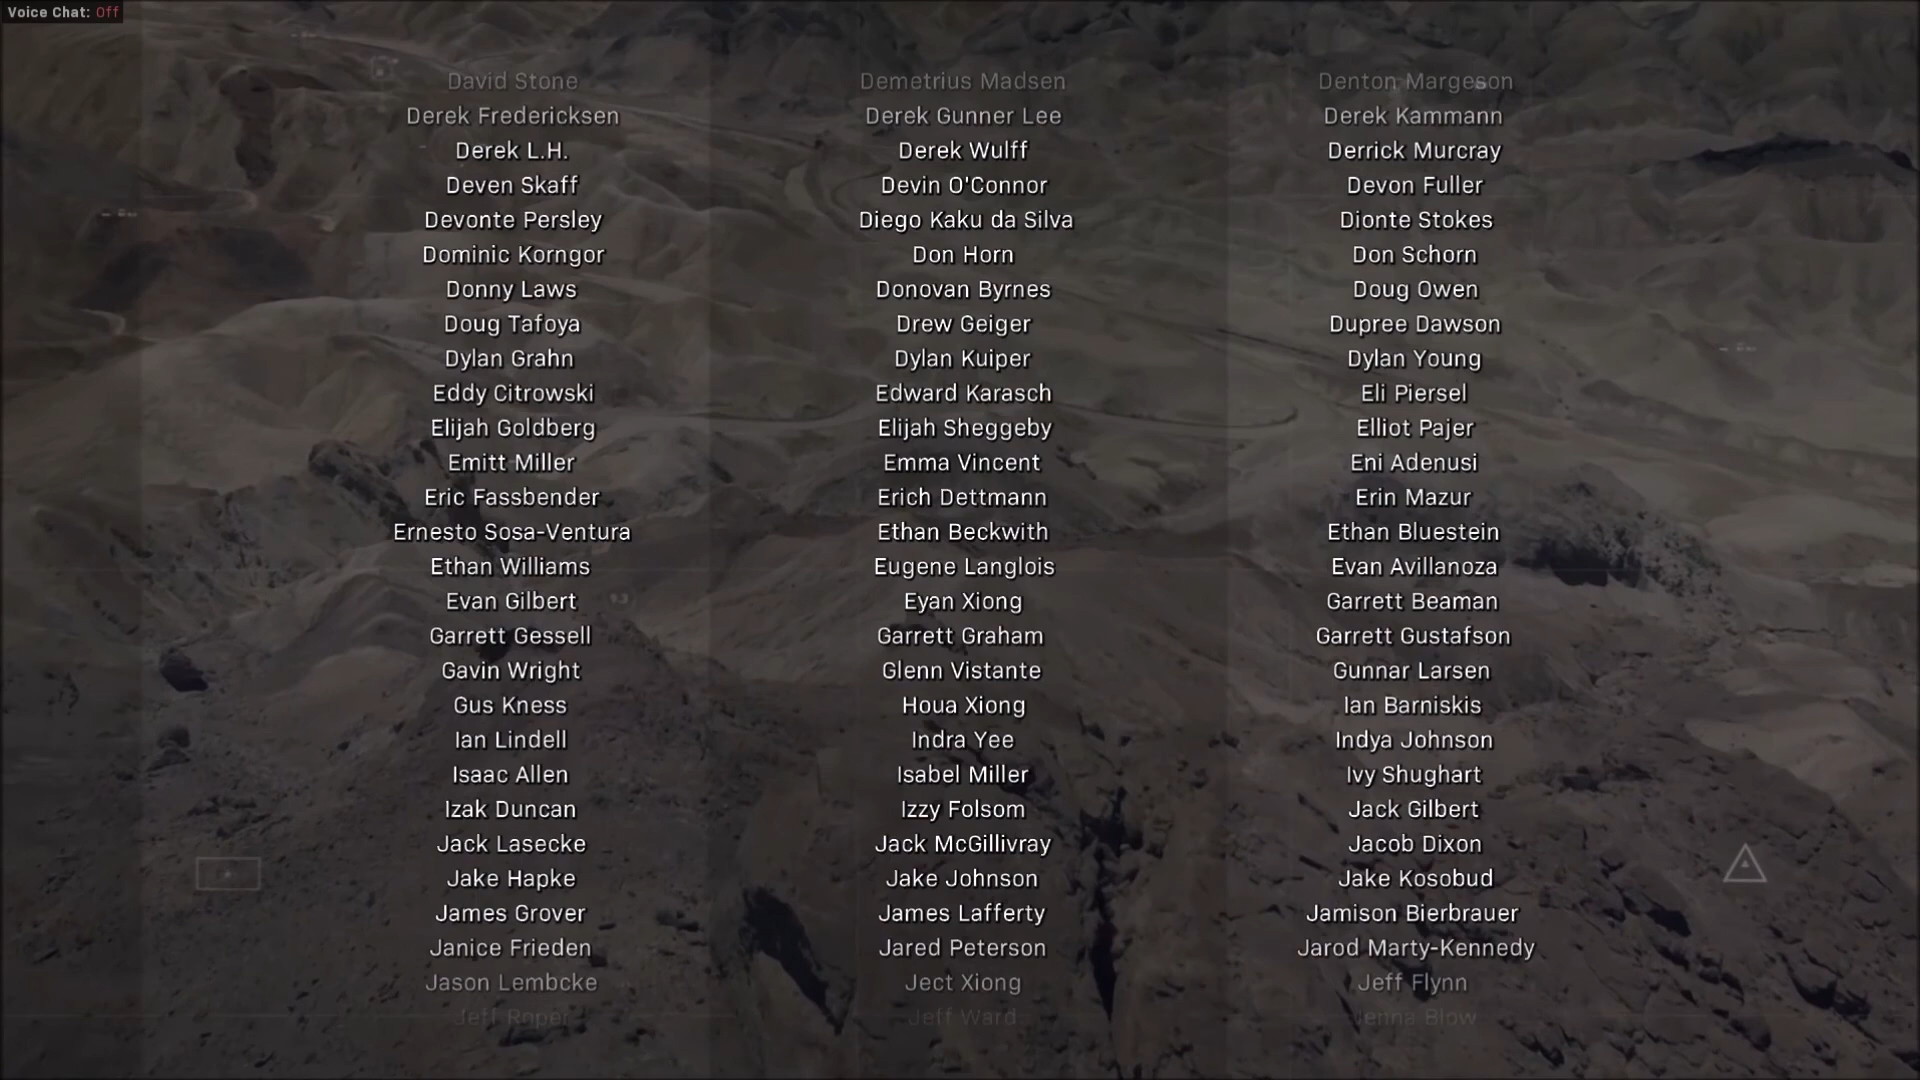 Voice Chat: Off
David Stone Demetrius Madsen Denton Margeson
Derek Fredericksen Derek Gunner Lee Derek Kammann
Derek L.H. Derek Wulff Derrick Murcray
Deven Skaff Devin O'Connor Devon Fuller
Devonte Persley Diego Kaku da Silva Dionte Stokes
Dominic Korngor Don Horn Don Schorn
Donny Laws Donovan Byrnes Doug Owen
Doug Tafoya Drew Geiger Dupree Dawson
Dylan Grahn Dylan Kuiper Dylan Young
Eddy Citrowski Edward Karasch Eli Piersel
Elijah Goldberg Elijah Sheggeby Elliot Pajer
Emitt Miller Emma Vincent Eni Adenusi
Eric Fassbender Erich Dettmann Erin Mazur
Ernesto Sosa-Ventura Ethan Beckwith Ethan Bluestein
Ethan Williams Eugene Langlois Evan Avillanoza
Evan Gilbert Eyan Xiong Garrett Beaman
Garrett Gessell Garrett Graham Garrett Gustafson
Gavin Wright Glenn Vistante Gunnar Larsen
Gus Kness Houa Xiong Ian Barniskis
Ian Lindell Indra Yee Indya Johnson
Isaac Allen Isabel Miller Ivy Shughart
Izak Duncan Izzy Folsom Jack Gilbert
Jack Lasecke Jack McGillivray Jacob Dixon
Jake Hapke Jake Johnson Jake Kosobud
James Grover James Lafferty Jamison Bierbrauer
Janice Frieden Jared Peterson Jarod Marty-Kennedy
Jason Lembcke Ject Xiong Jeff Flynn
Jeff Roper Jeff Ward Jenna Blow